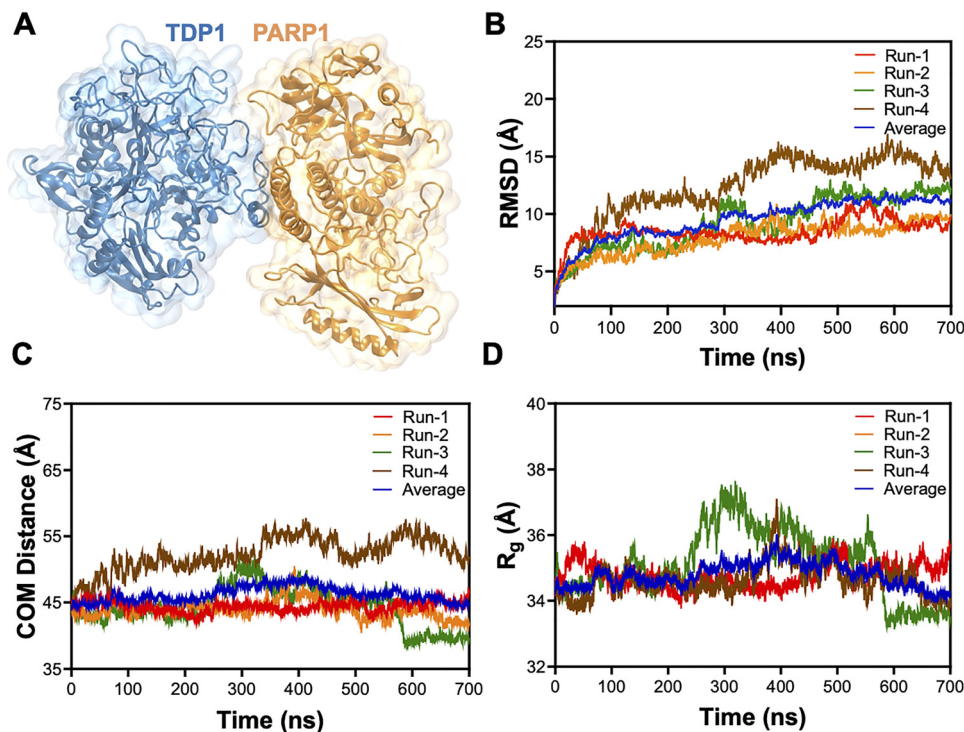 A
TDP1 PARP1
B
25
20
15
10
5
RMSD (Å)
Run-1
Run-2
Run-3
Run-4
Average
0 100 200 300 400 500 600 700
Time (ns)
C
75
65
55
45
35
COM Distance (Å)
Run-1
Run-2
Run-3
Run-4
Average
0 100 200 300 400 500 600 700
Time (ns)
D
40
38
36
34
32
Rg (Å)
Run-1
Run-2
Run-3
Run-4
Average
0 100 200 300 400 500 600 700
Time (ns)